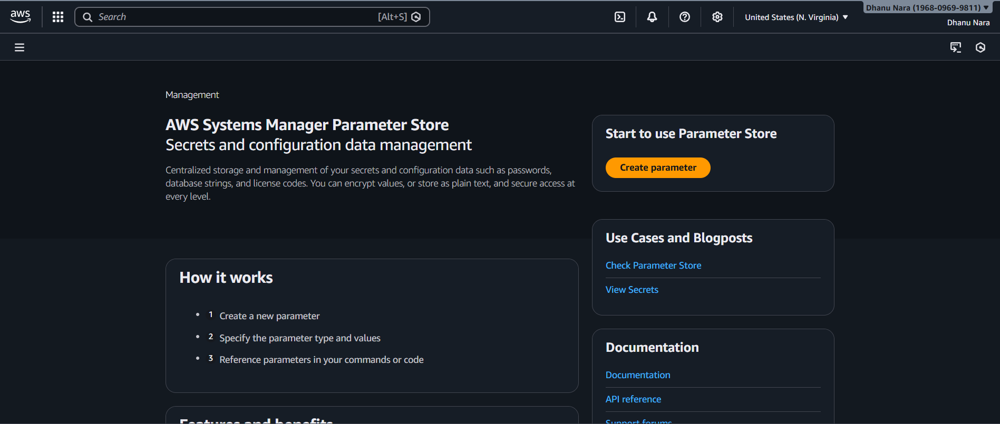 aws
Search
[Alt+S]
United States (N. Virginia)
Dhanu Nara (1968-0969-9811)
Dhanu Nara
Management
AWS Systems Manager Parameter Store
Secrets and configuration data management
Centralized storage and management of your secrets and configuration data such as passwords,
database strings, and license codes. You can encrypt values, or store as plain text, and secure access at
every level.
Start to use Parameter Store
Create parameter
Use Cases and Blogposts
Check Parameter Store
View Secrets
How it works
1 Create a new parameter
2 Specify the parameter type and values
3 Reference parameters in your commands or code
Documentation
Documentation
API reference
Support forums
Features and benefits